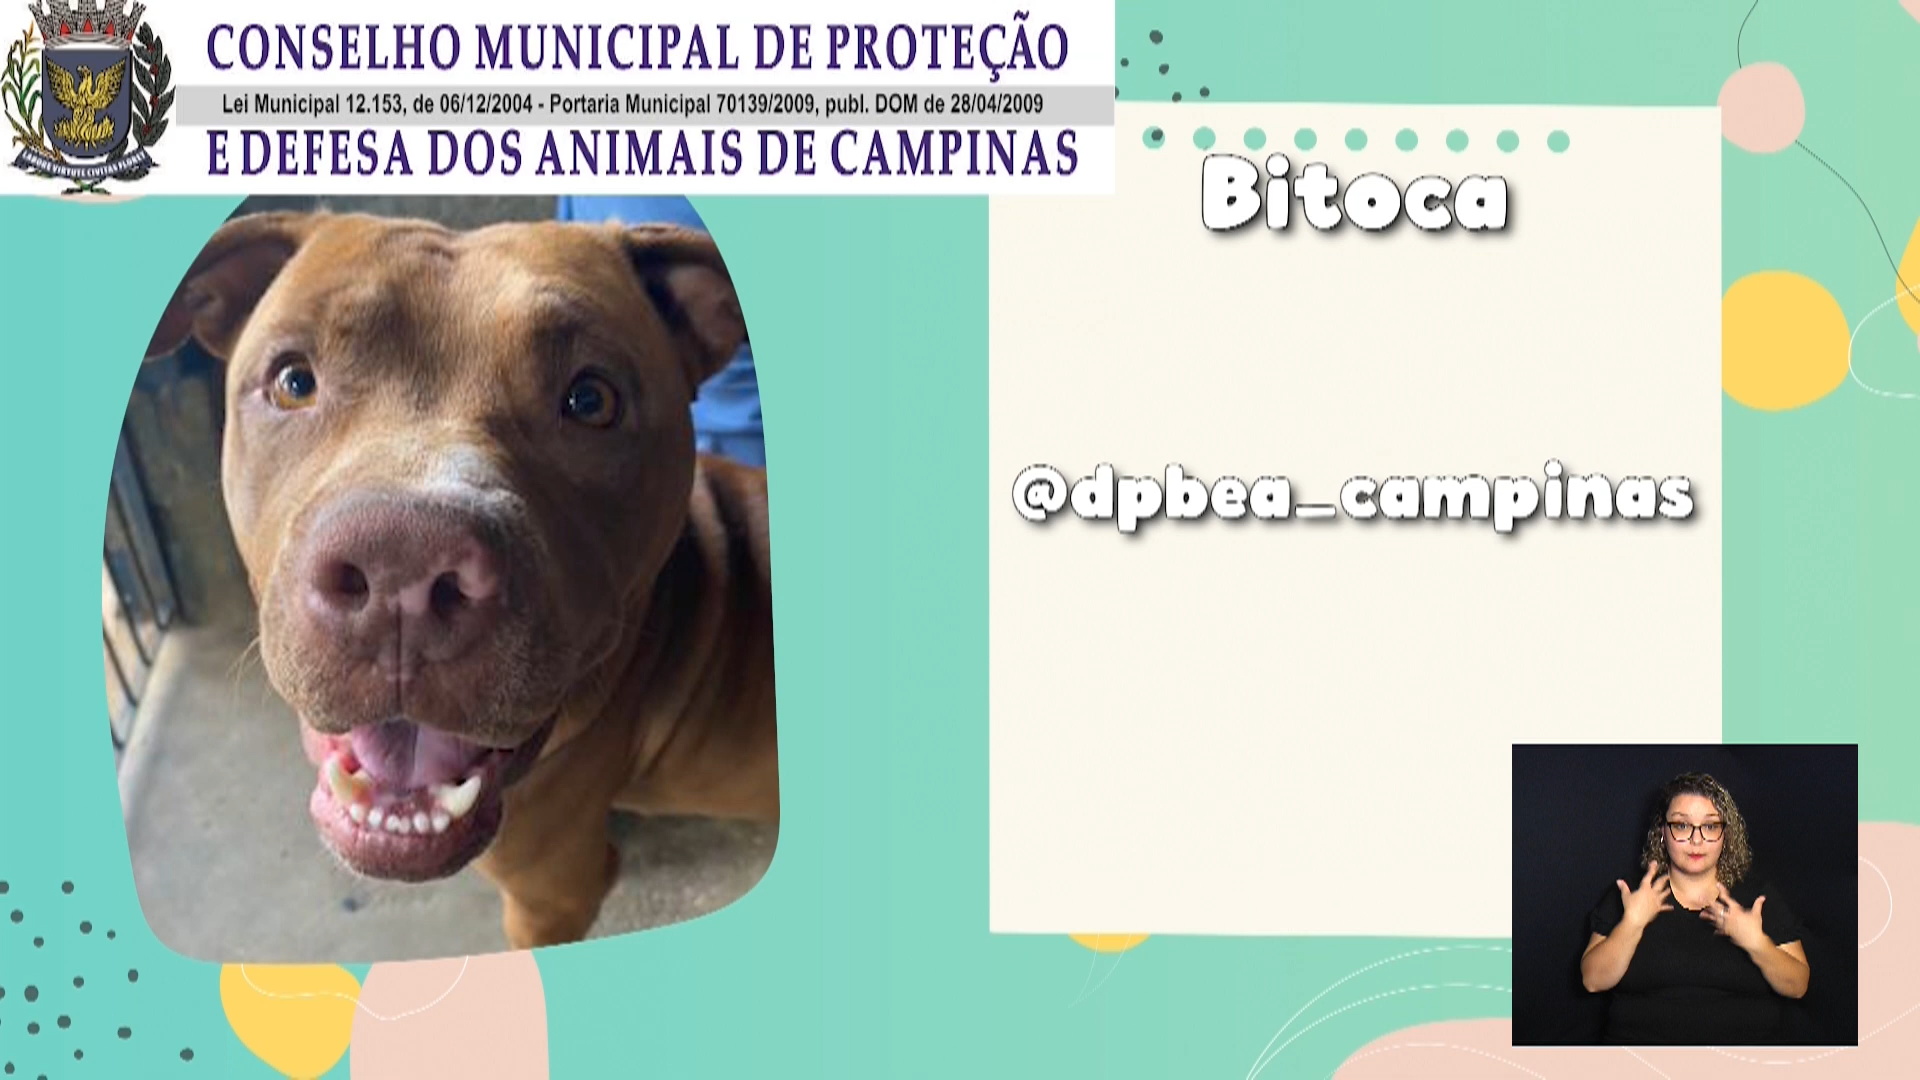 CONSELHO MUNICIPAL DE PROTEÇÃO
Lei Municipal 12.153, de 06/12/2004 - Portaria Municipal 70139/2009, publ. DOM de 28/04/2009
E DEFESA DOS ANIMAIS DE CAMPINAS
Bitoca
@dpbea_campinas